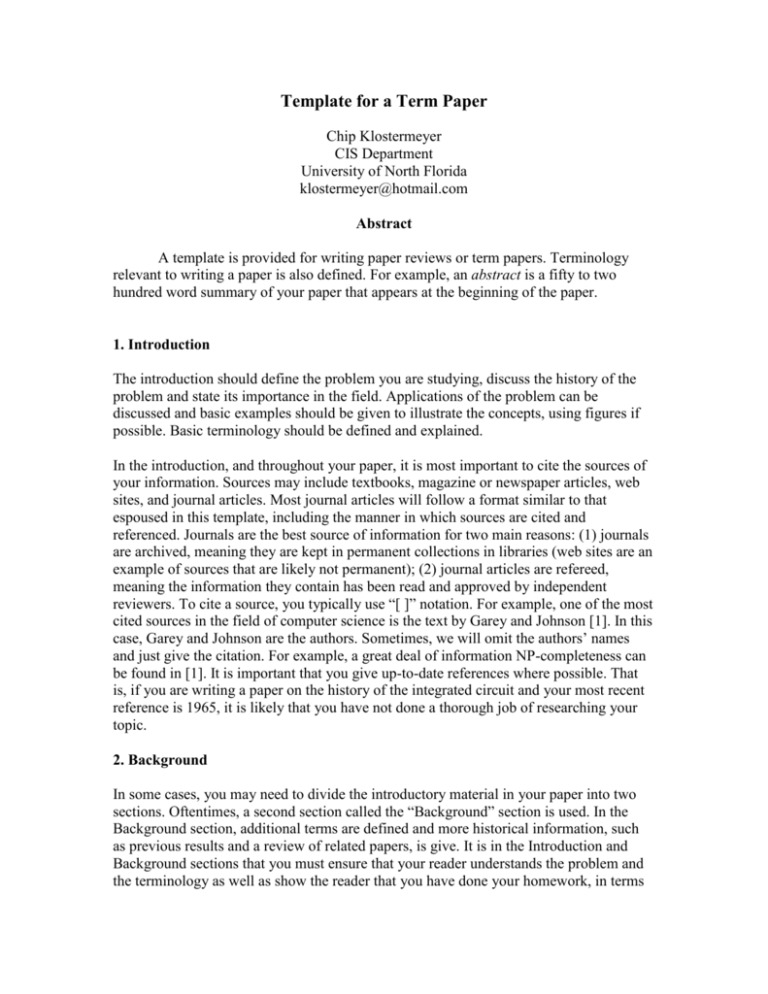 Template for a Term Paper
Chip Klostermeyer
CIS Department
University of North Florida
klostermeyer@hotmail.com
Abstract
A template is provided for writing paper reviews or term papers. Terminology
relevant to writing a paper is also defined. For example, an abstract is a fifty to two
hundred word summary of your paper that appears at the beginning of the paper.
1. Introduction
The introduction should define the problem you are studying, discuss the history of the
problem and state its importance in the field. Applications of the problem can be
discussed and basic examples should be given to illustrate the concepts, using figures if
possible. Basic terminology should be defined and explained.
In the introduction, and throughout your paper, it is most important to cite the sources of
your information. Sources may include textbooks, magazine or newspaper articles, web
sites, and journal articles. Most journal articles will follow a format similar to that
espoused in this template, including the manner in which sources are cited and
referenced. Journals are the best source of information for two main reasons: (1) journals
are archived, meaning they are kept in permanent collections in libraries (web sites are an
example of sources that are likely not permanent); (2) journal articles are refereed,
meaning the information they contain has been read and approved by independent
reviewers. To cite a source, you typically use “[ ]” notation. For example, one of the most
cited sources in the field of computer science is the text by Garey and Johnson [1]. In this
case, Garey and Johnson are the authors. Sometimes, we will omit the authors’ names
and just give the citation. For example, a great deal of information NP-completeness can
be found in [1]. It is important that you give up-to-date references where possible. That
is, if you are writing a paper on the history of the integrated circuit and your most recent
reference is 1965, it is likely that you have not done a thorough job of researching your
topic.
2. Background
In some cases, you may need to divide the introductory material in your paper into two
sections. Oftentimes, a second section called the “Background” section is used. In the
Background section, additional terms are defined and more historical information, such
as previous results and a review of related papers, is give. It is in the Introduction and
Background sections that you must ensure that your reader understands the problem and
the terminology as well as show the reader that you have done your homework, in terms